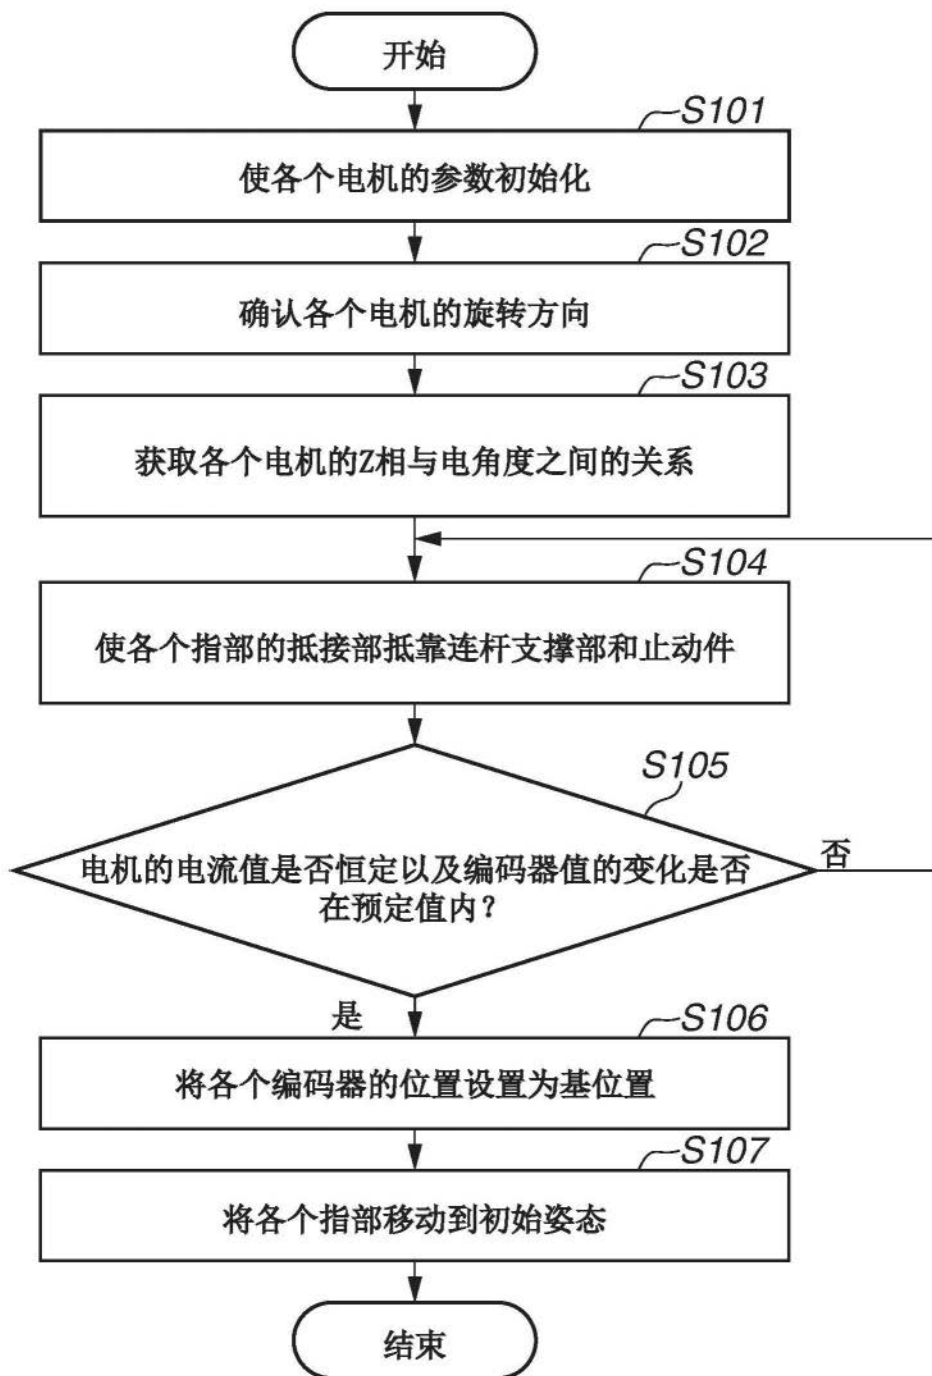 开始
S101
使各个电机的参数初始化
S102
确认各个电机的旋转方向
S103
获取各个电机的Z相与电角度之间的关系
S104
使各个指部的抵接部抵靠连杆支撑部和止动件
S105
电机的电流值是否恒定以及编码器值的变化是否
在预定值内？
否
是
S106
将各个编码器的位置设置为基位置
S107
将各个指部移动到初始姿态
结束